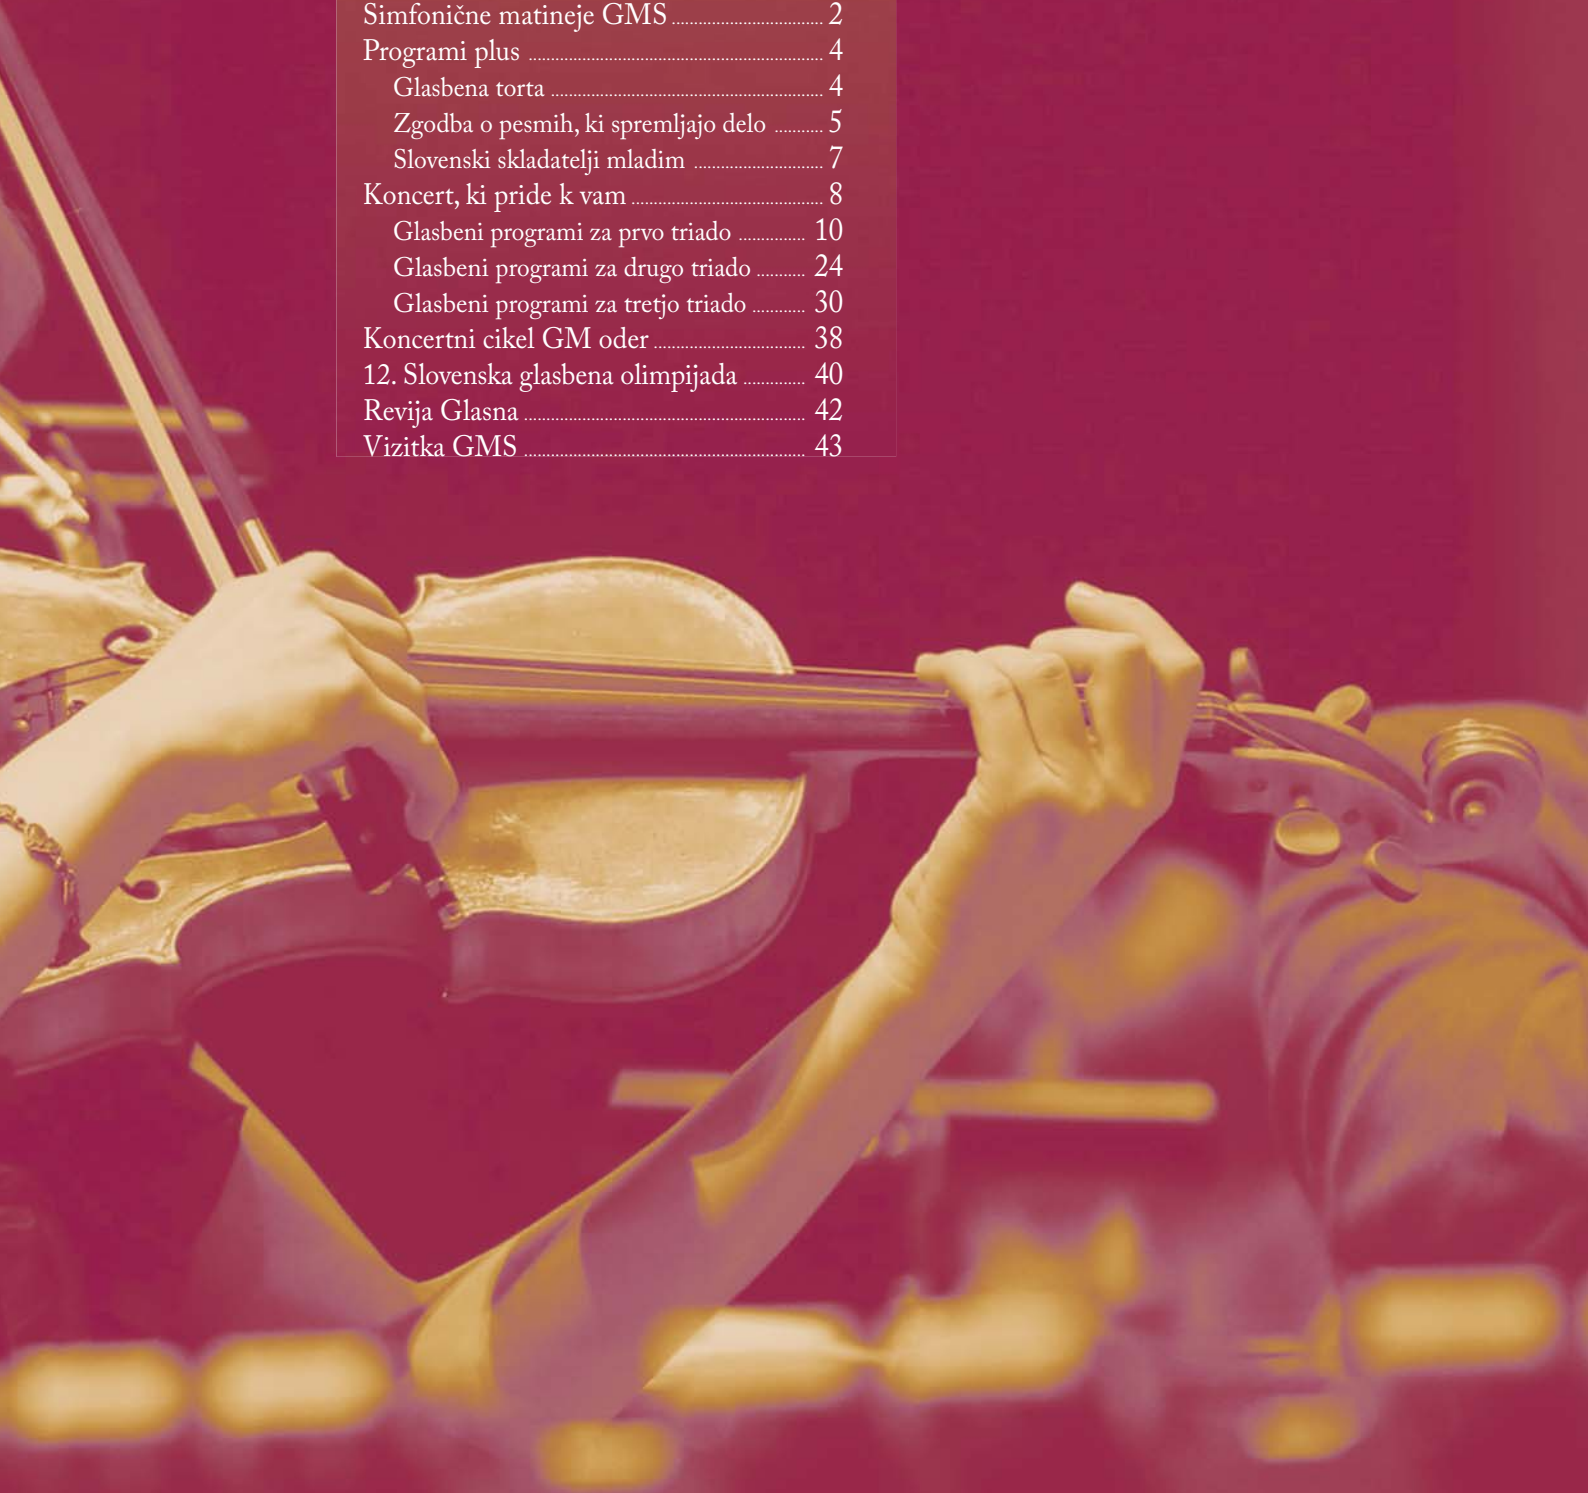 Simfonične matineje GMS 2
Programi plus 4
Glasbena torta 4
Zgodba o pesmih, ki spremljajo delo 5
Slovenski skladatelji mladim 7
Koncert, ki pride k vam 8
Glasbeni programi za prvo triado 10
Glasbeni programi za drugo triado 24
Glasbeni programi za tretjo triado 30
Koncertni cikel GM oder 38
12. Slovenska glasbena olimpijada 40
Revija Glasna 42
Vizitka GMS 43